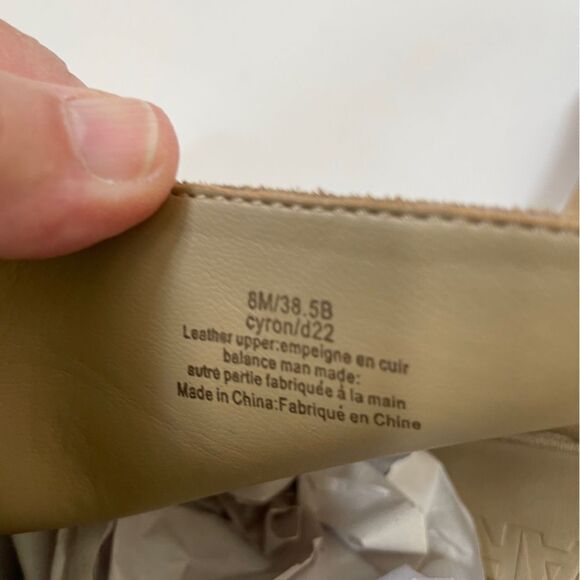 8M/38.5B
cyron/d22
Leather upper:empeigne en cuir
balance man made:
autre partie fabriquée à la main
Made in China:Fabriqué en Chine